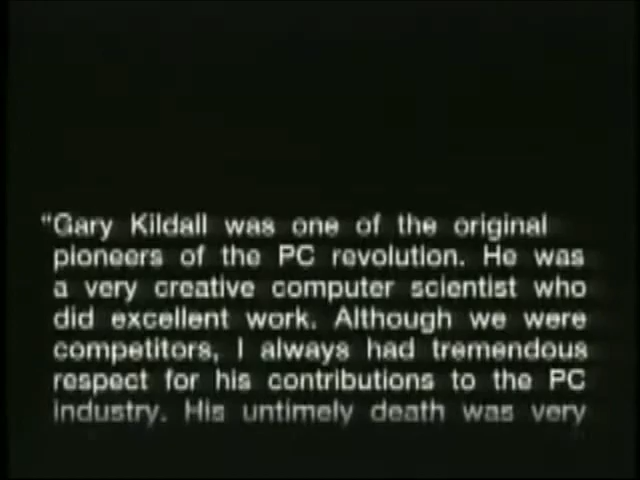 "Gary Kildall was one of the original
pioneers of the PC revolution. He was
a very creative computer scientist who
did excellent work. Although we were
competitors, I always had tremendous
respect for his contributions to the PC
industry. His untimely death was very